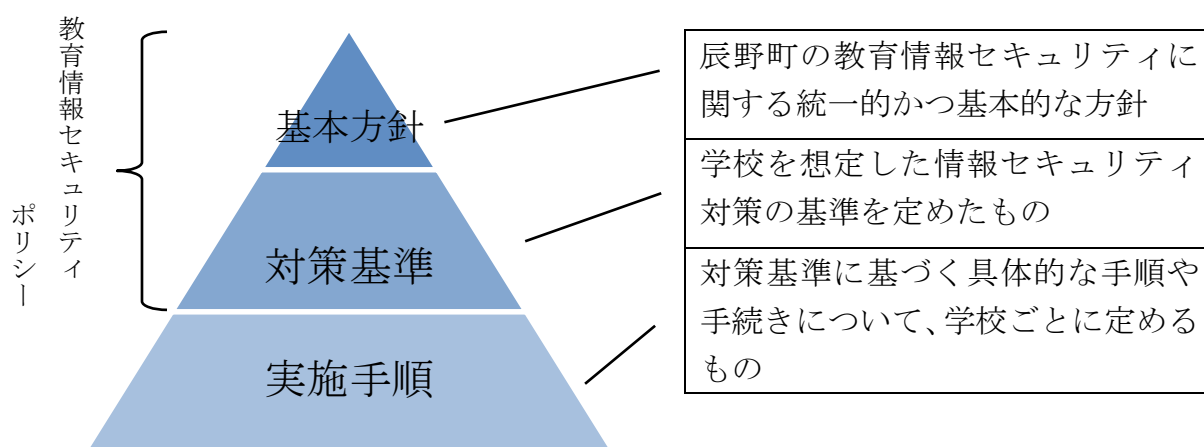 教育情報セキュリティ
ポリシー
基本方針
対策基準
実施手順
辰野町の教育情報セキュリティに
関する統一的かつ基本的な方針
学校を想定した情報セキュリティ
対策の基準を定めたもの
対策基準に基づく具体的な手順や
手続きについて、学校ごとに定める
もの